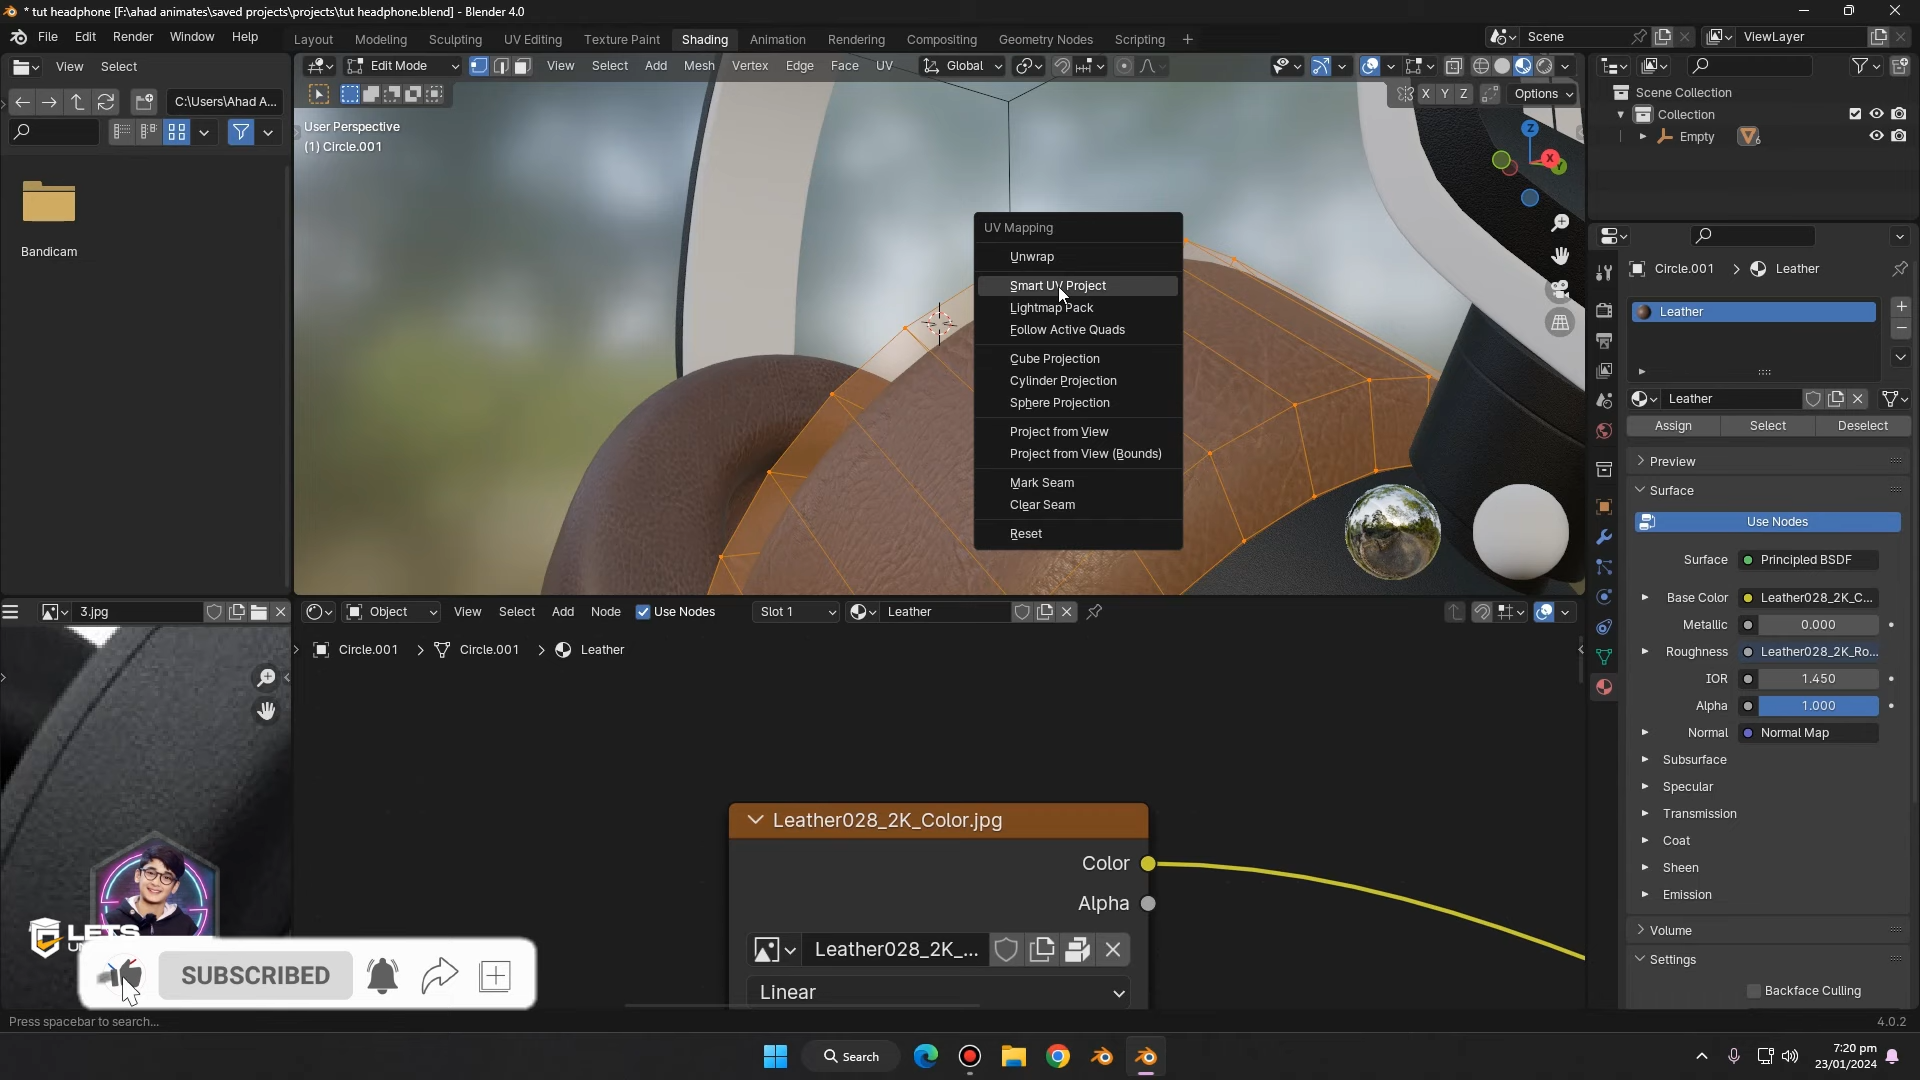 * tut headphone [F:\ahad animates\saved projects\projects\tut headphone.blend] - Blender 4.0
File Edit Render Window Help
Layout Modeling Sculpting UV Editing Texture Paint Shading Animation Rendering Compositing Geometry Nodes Scripting +
Scene
ViewLayer
View Select
Edit Mode
View Select Add Mesh Vertex Edge Face UV
Global
C:\Users\Ahad A...
X Y Z
Options
User Perspective
(1) Circle.001
Z
X
Y
Bandicam
UV Mapping
Unwrap
Smart UV Project
Lightmap Pack
Follow Active Quads
Cube Projection
Cylinder Projection
Sphere Projection
Project from View
Project from View (Bounds)
Mark Seam
Clear Seam
Reset
Scene Collection
Collection
Empty
6
Circle.001 > Leather
Leather
Leather
Assign Select Deselect
Preview
Surface
Use Nodes
Surface Principled BSDF
Base Color Leather028_2K_C...
Metallic 0.000
Roughness Leather028_2K_Ro...
IOR 1.450
Alpha 1.000
Normal Normal Map
Subsurface
Specular
Transmission
Coat
Sheen
Emission
Volume
Settings
Backface Culling
3.jpg
Object
View Select Add Node
Use Nodes
Slot 1
Leather
Circle.001 > Circle.001 > Leather
Leather028_2K_Color.jpg
Color
Alpha
Leather028_2K_...
Linear
LETS
SUBSCRIBED
Press spacebar to search...
4.0.2
Search
7:20 pm
23/01/2024